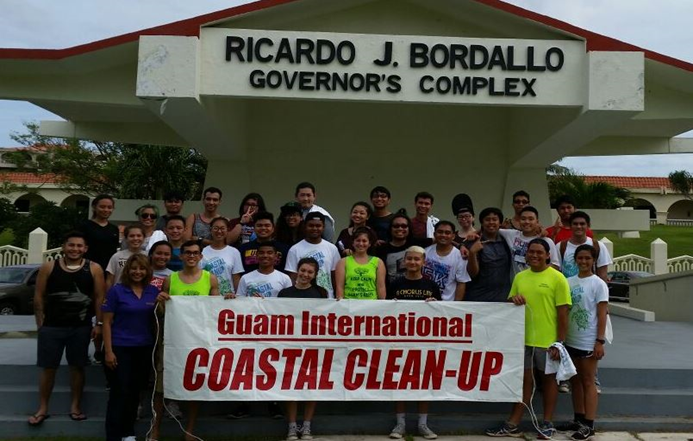 RICARDO J. BORDALLO
GOVERNOR'S COMPLEX
Guam International
COASTAL CLEAN-UP